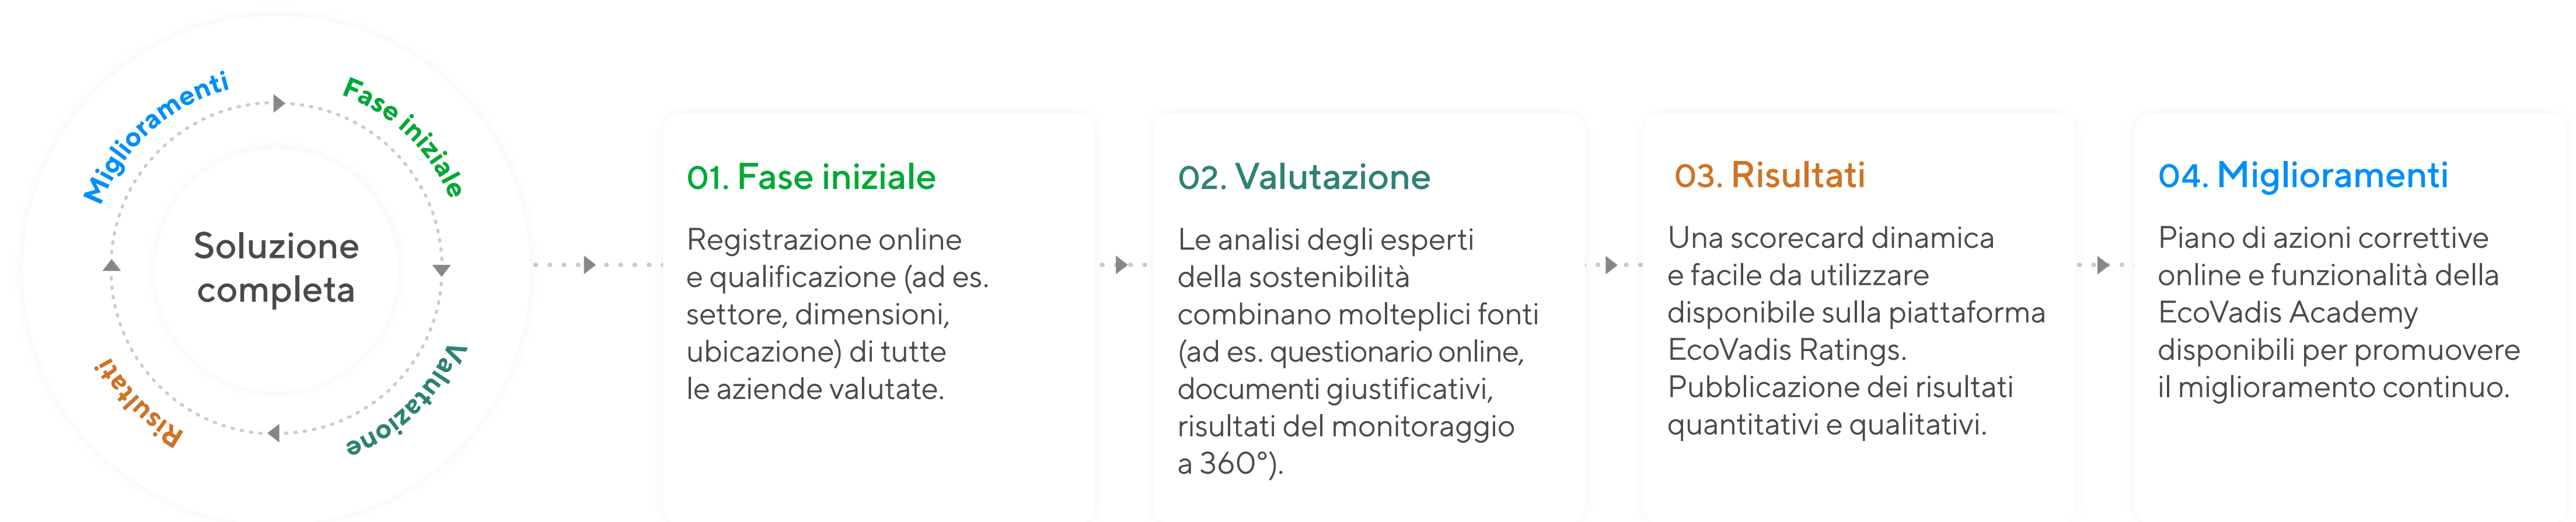 Miglioramenti
Fase iniziale
Soluzione
completa
Risultati
Valutazione
01. Fase iniziale
Registrazione online
e qualificazione (ad es.
settore, dimensioni,
ubicazione) di tutte
le aziende valutate.
02. Valutazione
Le analisi degli esperti
della sostenibilità
combinano molteplici fonti
(ad es. questionario online,
documenti giustificativi,
risultati del monitoraggio
a 360°).
03. Risultati
Una scorecard dinamica
e facile da utilizzare
disponibile sulla piattaforma
EcoVadis Ratings.
Pubblicazione dei risultati
quantitativi e qualitativi.
04. Miglioramenti
Piano di azioni correttive
online e funzionalità della
EcoVadis Academy
disponibili per promuovere
il miglioramento continuo.